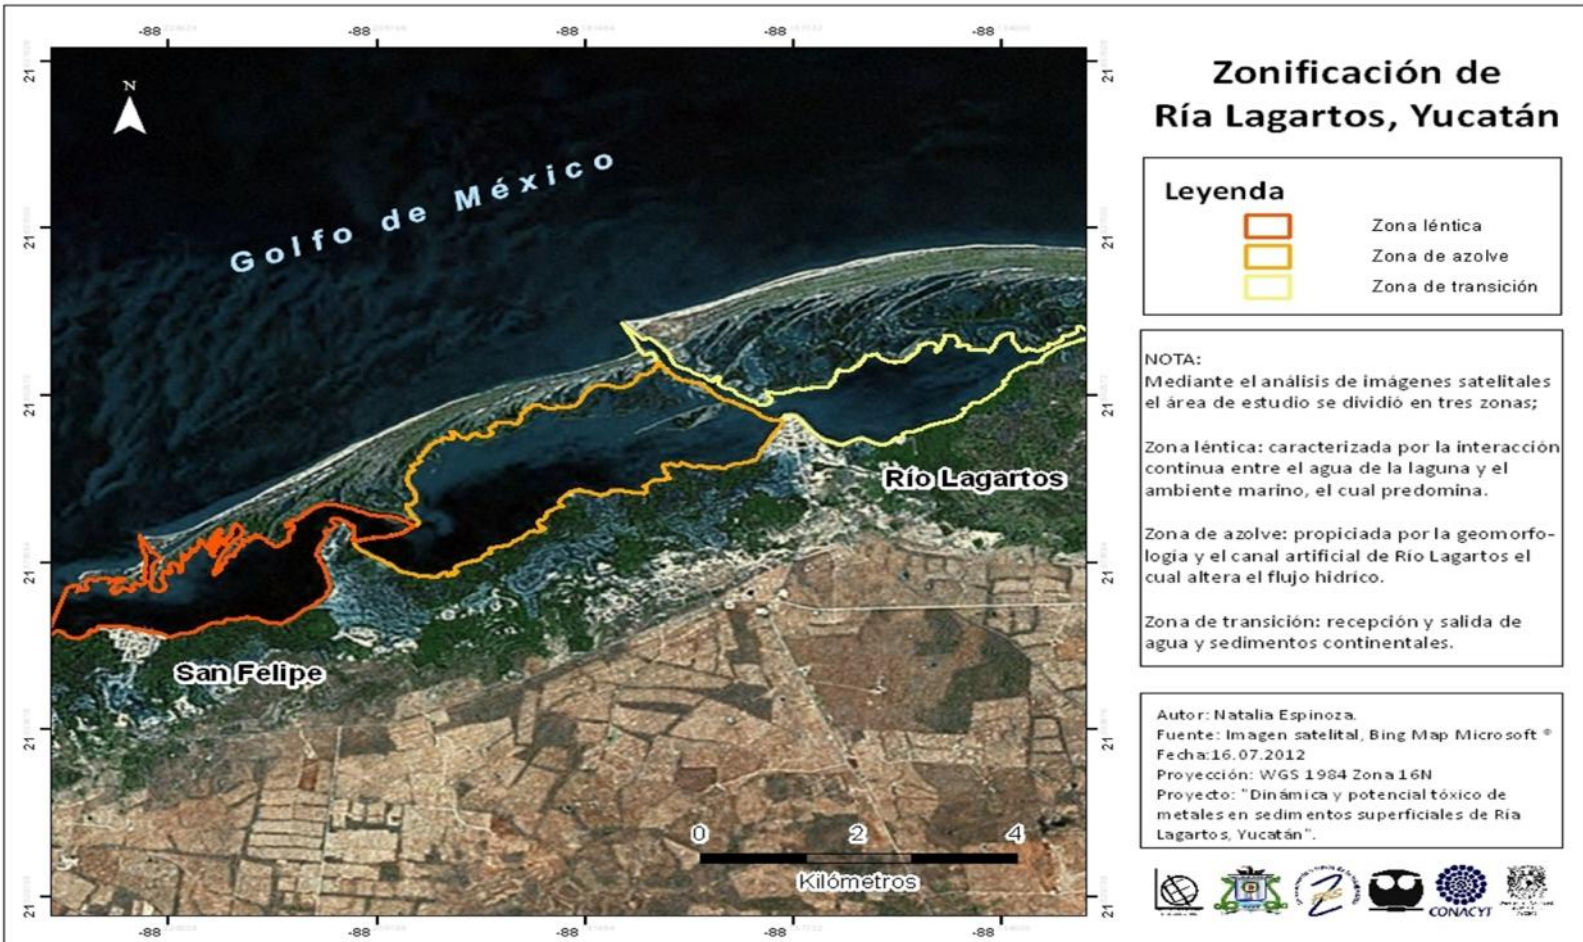 Zonificación de
Ría Lagartos, Yucatán
Leyenda
Zona léntica
Zona de azolve
Zona de transición
NOTA:
Mediante el análisis de imágenes satelitales
el área de estudio se dividió en tres zonas;
Zona léntica: caracterizada por la interacción
continua entre el agua de la laguna y el
ambiente marino, el cual predomina.
Zona de azolve: propiciada por la geomorfo-
logía y el canal artificial de Río Lagartos el
cual altera el flujo hídrico.
Zona de transición: recepción y salida de
agua y sedimentos continentales.
Autor: Natalia Espinoza.
Fuente: Imagen satelital, Bing Map Microsoft ®
Fecha:16.07.2012
Proyección: WGS 1984 Zona 16N
Proyecto: "Dinámica y potencial tóxico de
metales en sedimentos superficiales de Ría
Lagartos, Yucatán".
CONACYT
-88 -88 -88 -88 -88
21 21
21 21
21 21
21 21
21 21
21 21
-88 -88 -88 -88 -88
N
Golfo de México
Río Lagartos
San Felipe
0 2 4
Kilómetros